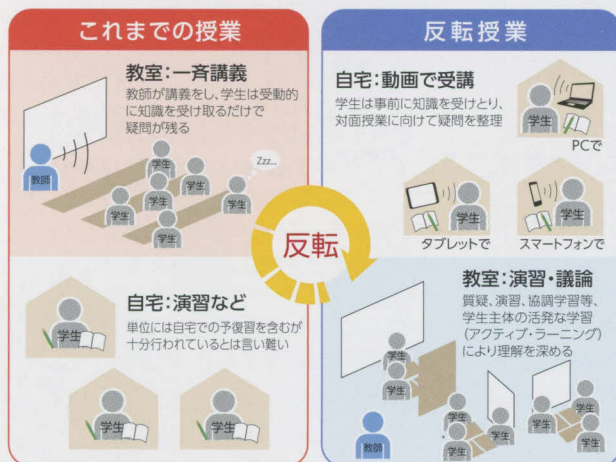 これまでの授業
教室:一斉講義
教師が講義をし、学生は受動的
に知識を受け取るだけで
疑問が残る
教師
学生
学生
学生
学生
学生
学生
Zzz...
自宅:演習など
単位には自宅での予復習を含むが
十分行われているとは言い難い
学生
学生
学生
反転
反転授業
自宅:動画で受講
学生は事前に知識を受けとり、
対面授業に向けて疑問を整理
学生
PCで
学生
タブレットで
学生
スマートフォンで
教室:演習・議論
質疑、演習、協調学習等、
学生主体の活発な学習
(アクティブ・ラーニング)
により理解を深める
学生
学生
学生
学生
学生
学生
学生
学生
教師